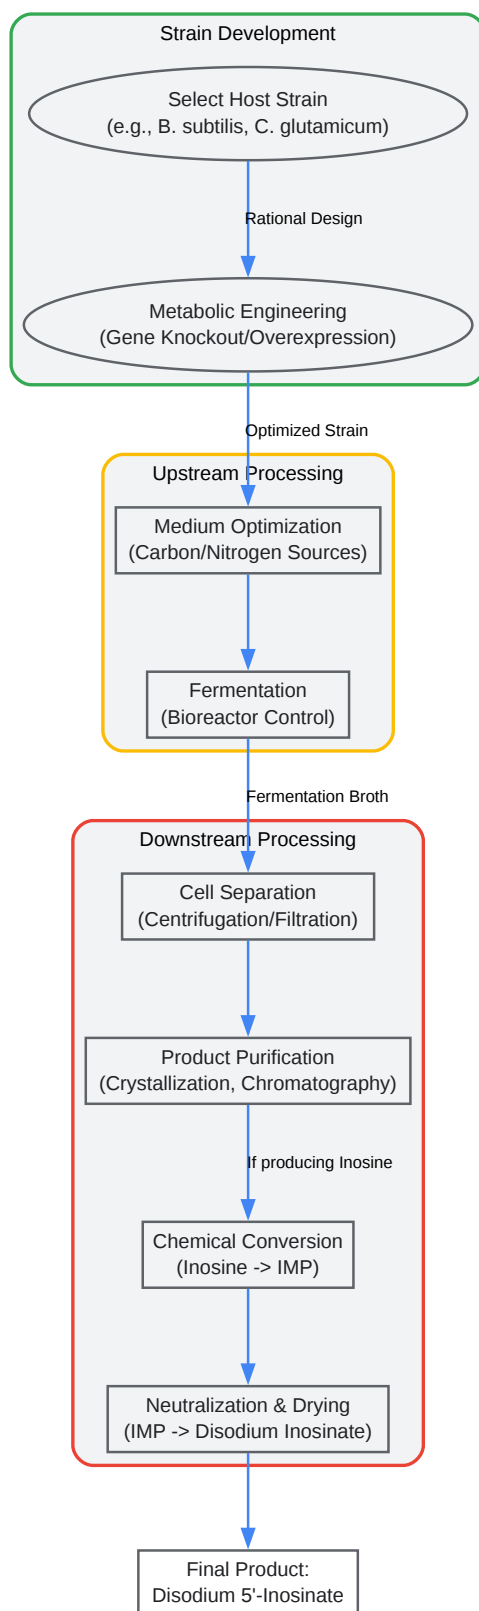 Strain Development
Select Host Strain
(e.g., B. subtilis, C. glutamicum)
Rational Design
Metabolic Engineering
(Gene Knockout/Overexpression)
Optimized Strain
Upstream Processing
Medium Optimization
(Carbon/Nitrogen Sources)
Fermentation
(Bioreactor Control)
Fermentation Broth
Downstream Processing
Cell Separation
(Centrifugation/Filtration)
Product Purification
(Crystallization, Chromatography)
If producing Inosine
Chemical Conversion
(Inosine -> IMP)
Neutralization & Drying
(IMP -> Disodium Inosinate)
Final Product:
Disodium 5'-Inosinate